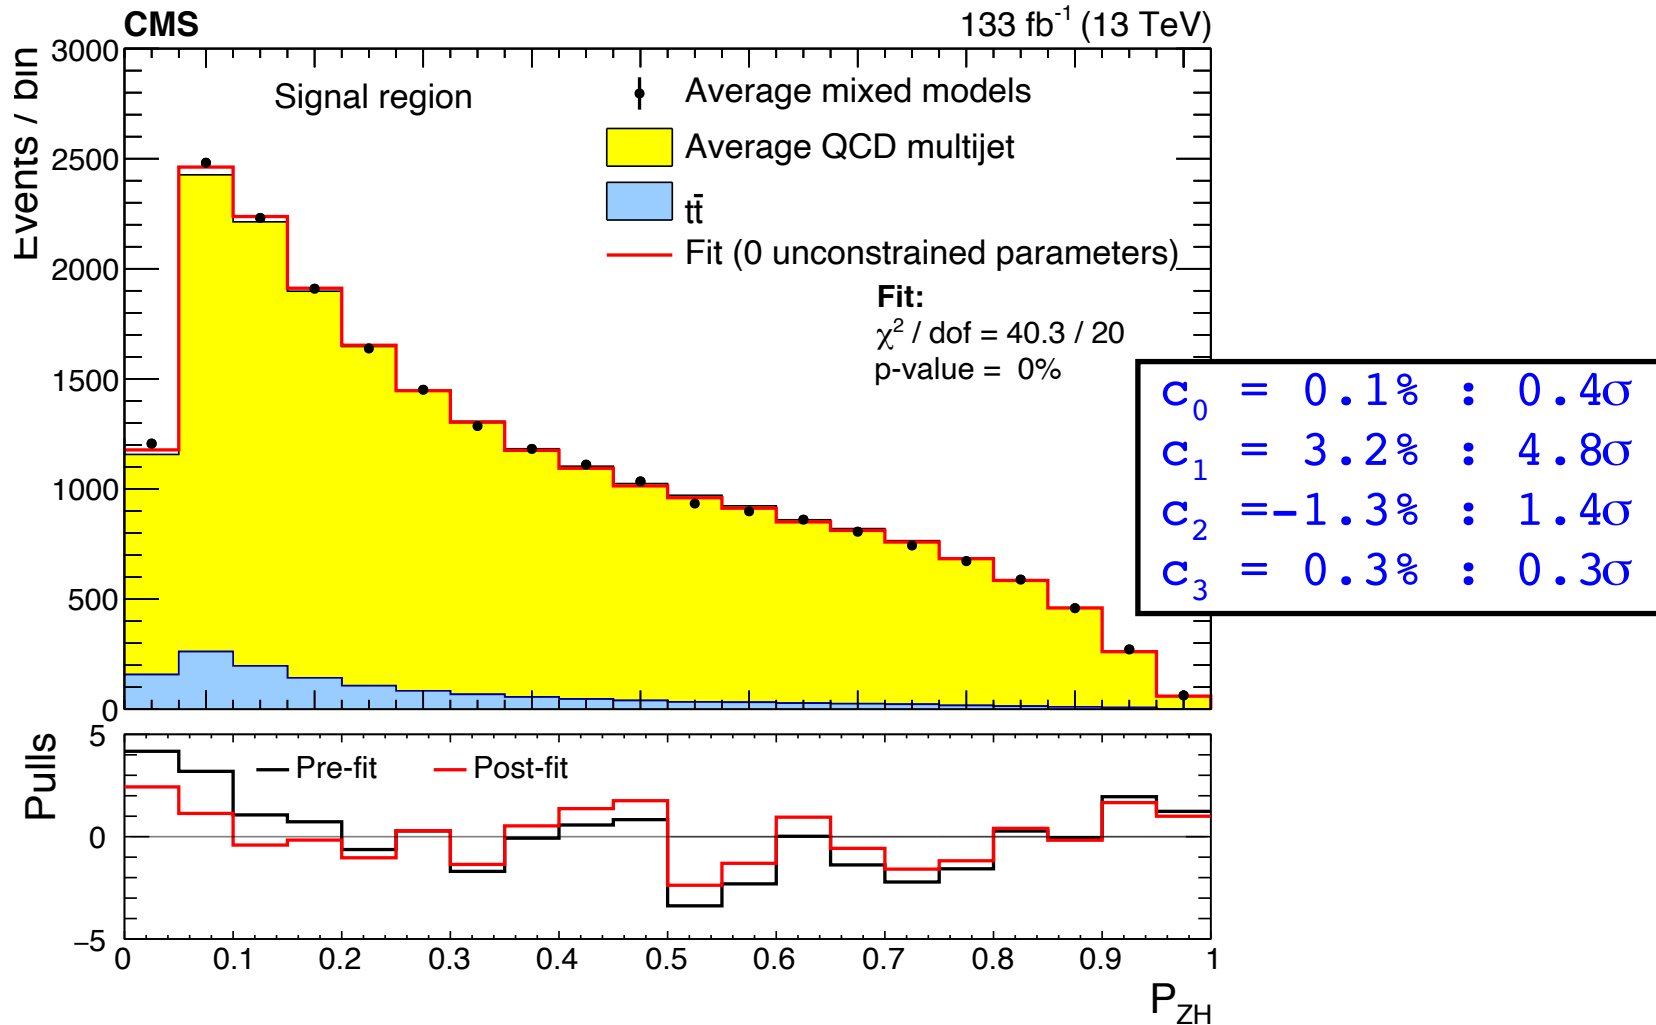 CMS 133 fb⁻¹ (13 TeV)
Events / bin
3000
2500
2000
1500
1000
500
0
Signal region
Average mixed models
Average QCD multijet
tt̄
Fit (0 unconstrained parameters)
Fit:
χ² / dof = 40.3 / 20
p-value = 0%
c₀ = 0.1% : 0.4σ
c₁ = 3.2% : 4.8σ
c₂ =-1.3% : 1.4σ
c₃ = 0.3% : 0.3σ
Pulls
5
0
−5
Pre-fit Post-fit
0 0.1 0.2 0.3 0.4 0.5 0.6 0.7 0.8 0.9 1
P_ZH